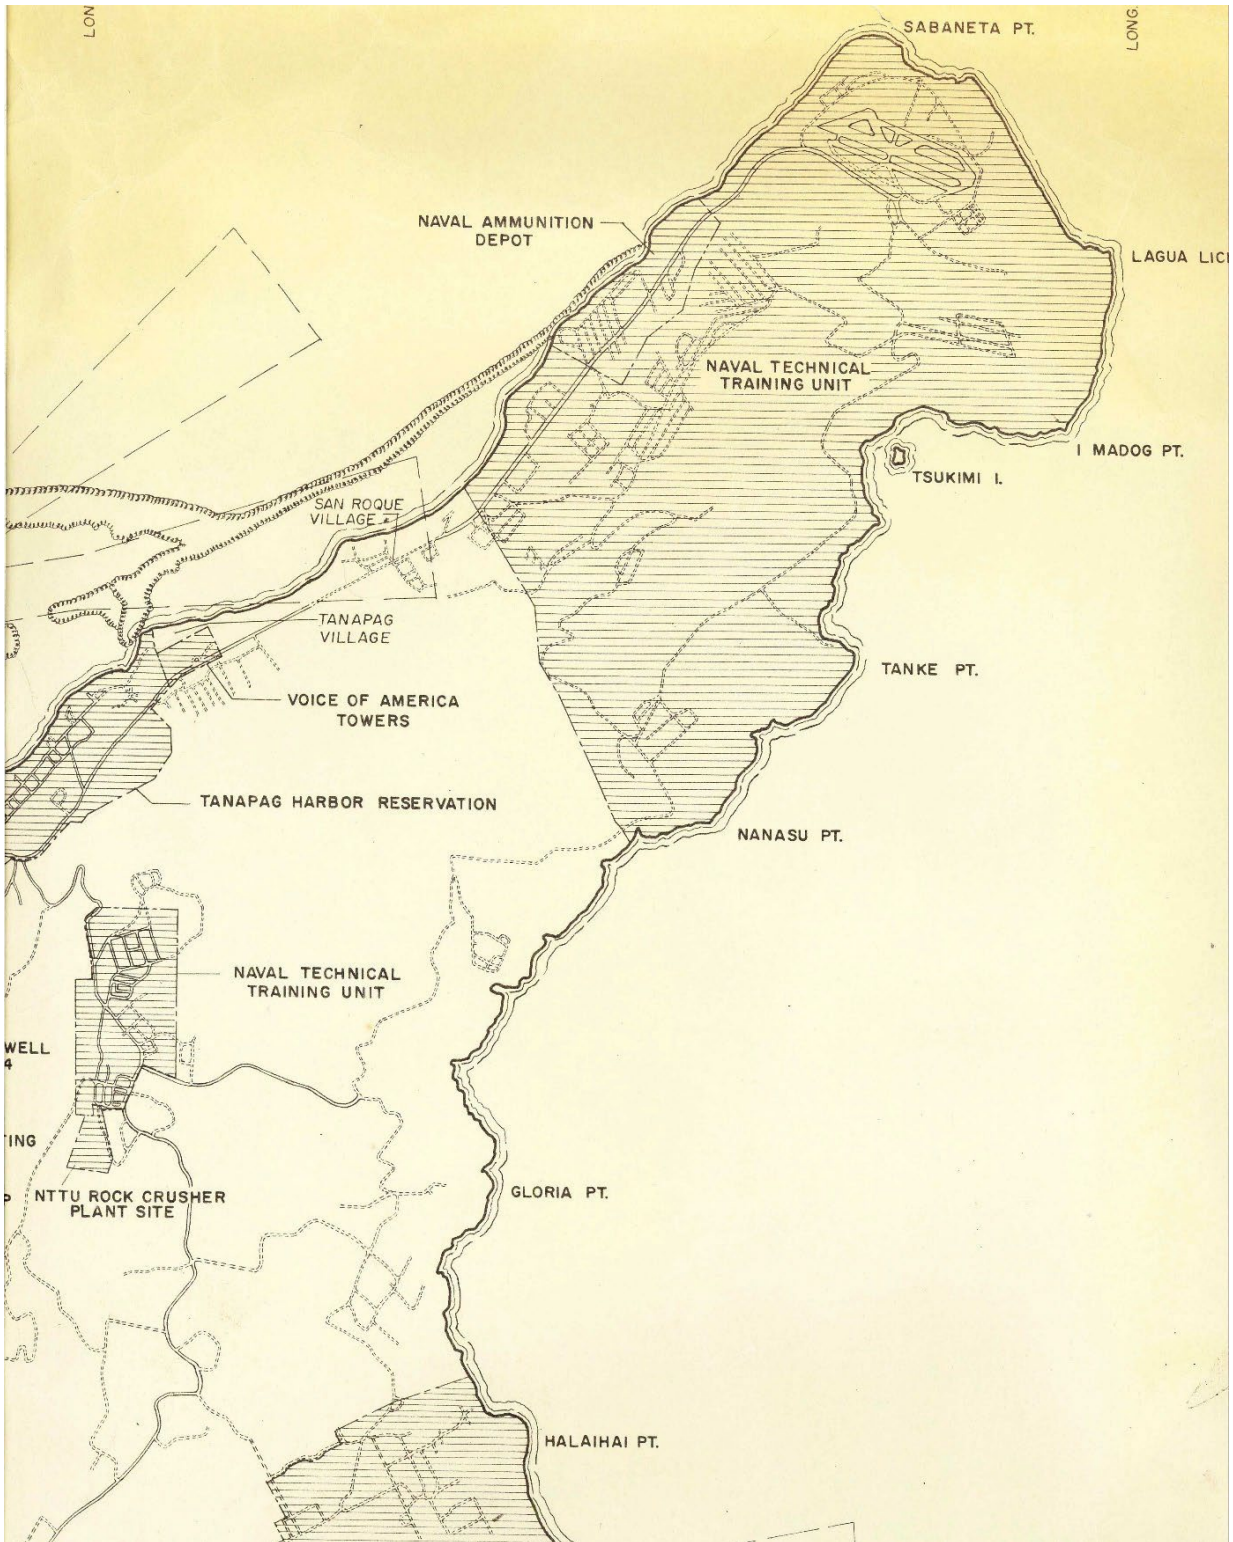 LON
LONG.
SABANETA PT.
NAVAL AMMUNITION
DEPOT
NAVAL TECHNICAL
TRAINING UNIT
I MADOG PT.
TSUKIMI I.
SAN ROQUE
VILLAGE
TANAPAG
VILLAGE
TANKE PT.
VOICE OF AMERICA
TOWERS
TANAPAG HARBOR RESERVATION
NANASU PT.
NAVAL TECHNICAL
TRAINING UNIT
WELL
4
TING
NTTU ROCK CRUSHER
PLANT SITE
GLORIA PT.
HALAIHAI PT.
LAGUA